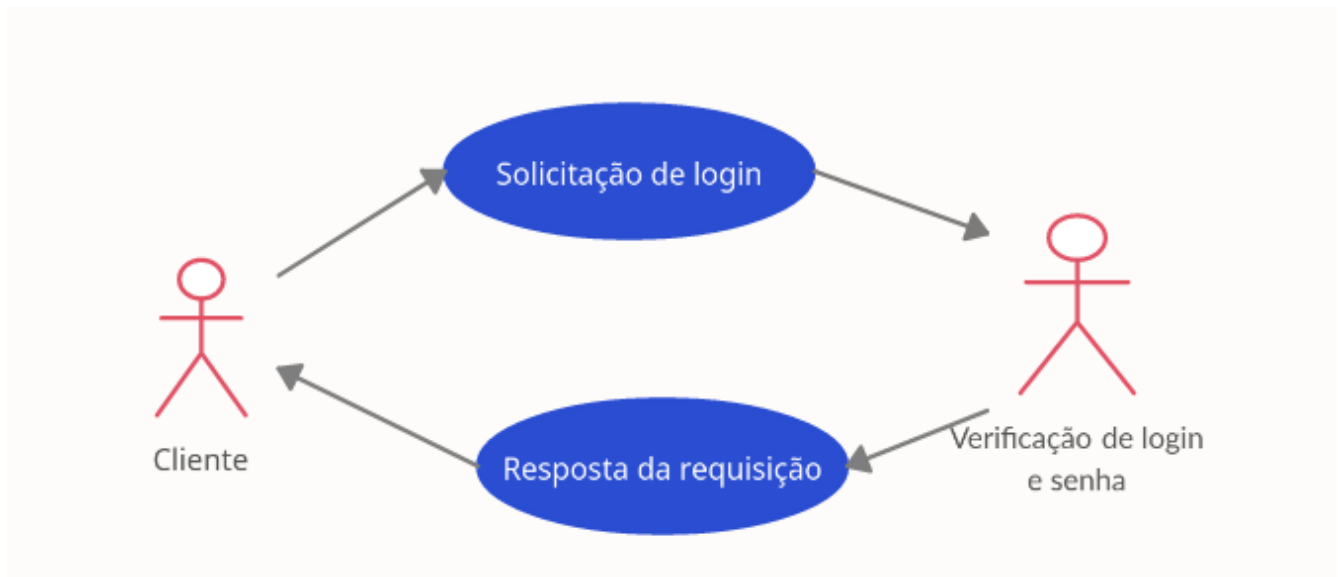 Solicitação de login
Cliente
Resposta da requisição
Verificação de login
e senha